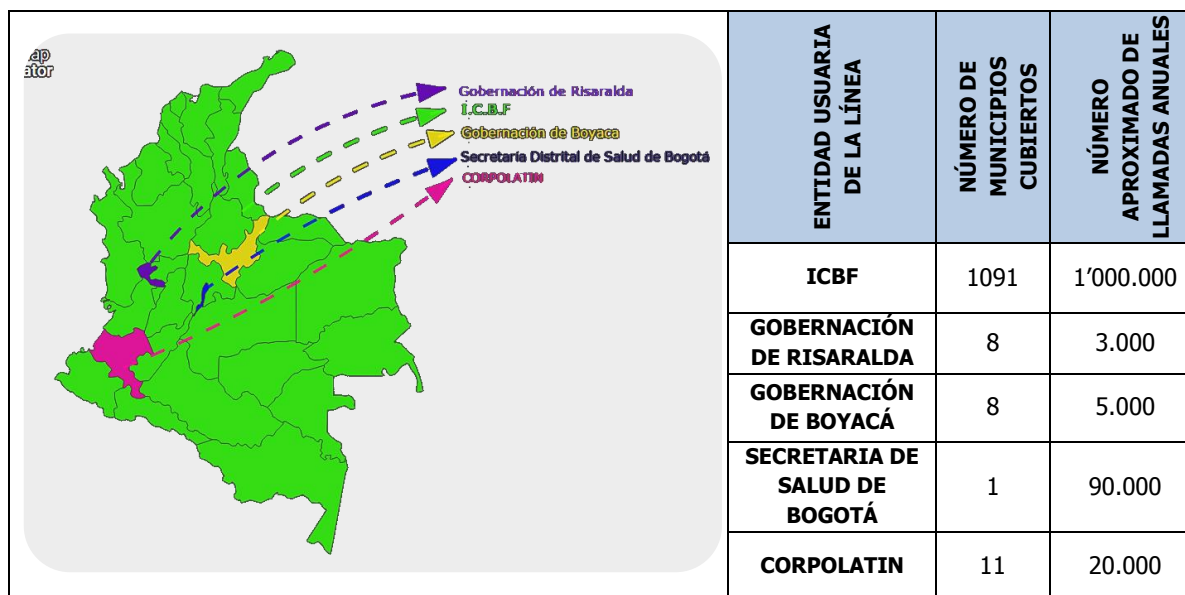 Gobernación de Risaralda
I.C.B.F
Gobernación de Boyaca
Secretaria Distrital de Salud de Bogotá
CORPOLATIN
ENTIDAD USUARIA
DE LA LÍNEA
NÚMERO DE
MUNICIPIOS
CUBIERTOS
NÚMERO
APROXIMADO DE
LLAMADAS ANUALES
ICBF
1091
1’000.000
GOBERNACIÓN
DE RISARALDA
8
3.000
GOBERNACIÓN
DE BOYACÁ
8
5.000
SECRETARIA DE
SALUD DE
BOGOTÁ
1
90.000
CORPOLATIN
11
20.000